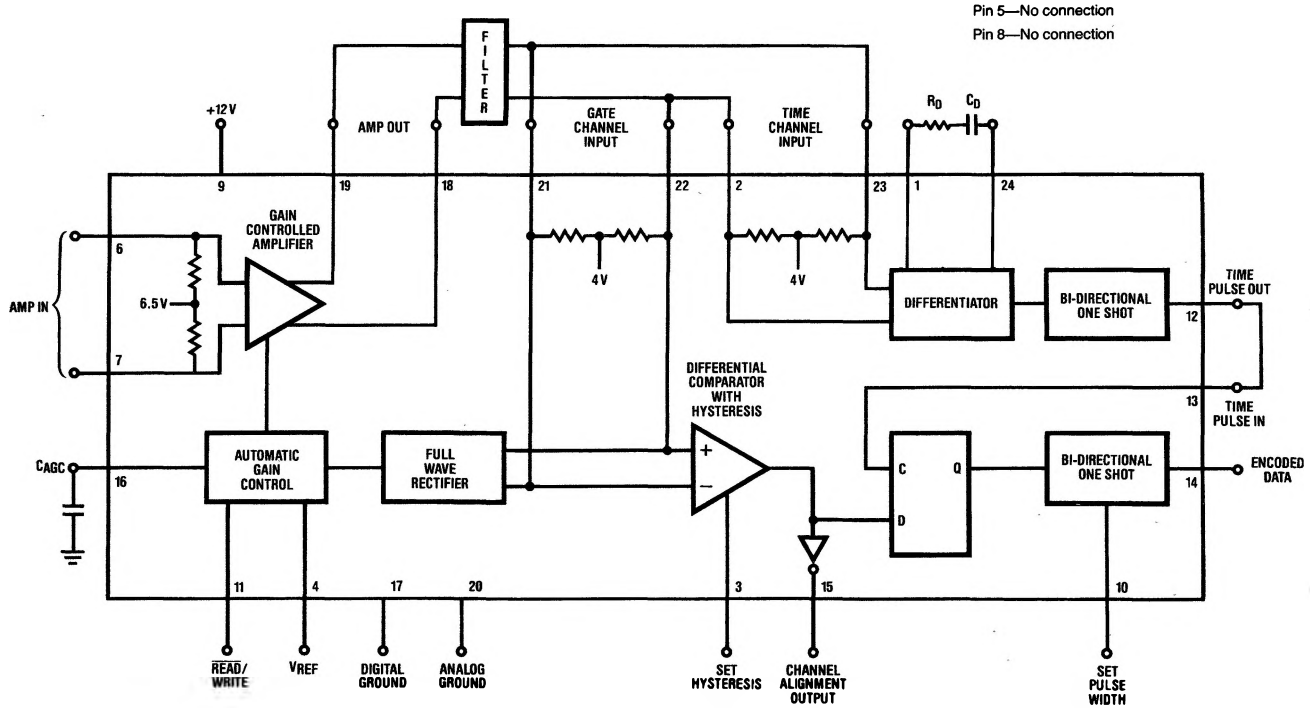 Pin 5—No connection
Pin 8—No connection
FILTER
RD
CD
+12V
AMP OUT
GATE
CHANNEL
INPUT
TIME
CHANNEL
INPUT
9
19
18
21
22
2
23
1
24
GAIN
CONTROLLED
AMPLIFIER
6
AMP IN
6.5V
7
4V
4V
DIFFERENTIATOR
BI-DIRECTIONAL
ONE SHOT
TIME
PULSE OUT
12
DIFFERENTIAL
COMPARATOR
WITH
HYSTERESIS
13
TIME
PULSE IN
CAGC
16
AUTOMATIC
GAIN
CONTROL
FULL
WAVE
RECTIFIER
+
−
C
Q
D
BI-DIRECTIONAL
ONE SHOT
14
ENCODED
DATA
11
4
17
20
3
15
10
READ/
WRITE
VREF
DIGITAL
GROUND
ANALOG
GROUND
SET
HYSTERESIS
CHANNEL
ALIGNMENT
OUTPUT
SET
PULSE
WIDTH